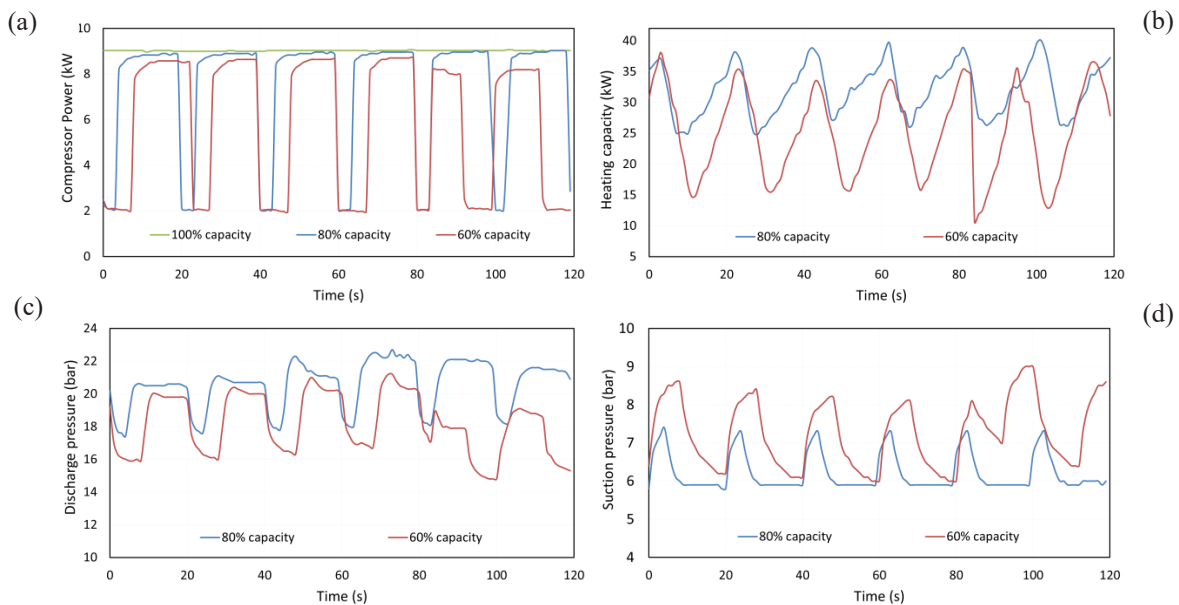 (a)
10
8
6
4
2
0
Compressor Power (kW
100% capacity 80% capacity 60% capacity
0 20 40 60 80 100 120
Time (s)
(b)
40
35
30
25
20
15
10
5
Heating capacity (kW)
80% capacity 60% capacity
0 20 40 60 80 100 120
Time (s)
(c)
24
22
20
18
16
14
12
10
Discharge pressure (bar)
80% capacity 60% capacity
0 20 40 60 80 100 120
Time (s)
(d)
10
9
8
7
6
5
4
Suction pressure (bar)
80% capacity 60% capacity
0 20 40 60 80 100 120
Time (s)